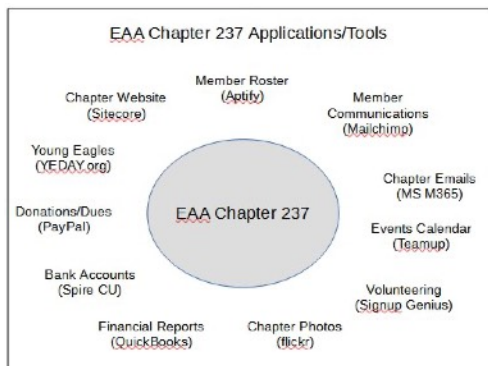 EAA Chapter 237 Applications/Tools
Member Roster
(Aptify)
Chapter Website
(Sitecore)
Member
Communications
(Mailchimp)
Young Eagles
(YEDAY.org)
Chapter Emails
(MS M365)
Donations/Dues
(PayPal)
EAA Chapter 237
Events Calendar
(Teamup)
Bank Accounts
(Spire CU)
Volunteering
(Signup Genius)
Financial Reports
(QuickBooks)
Chapter Photos
(flickr)